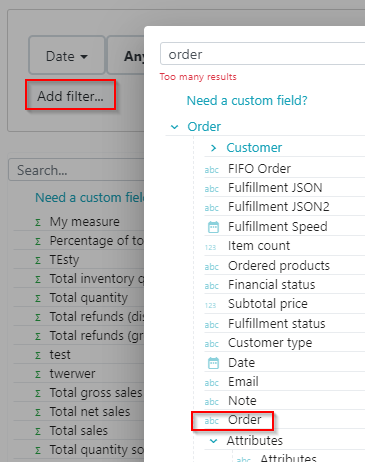 Date
Any
Add filter...
Search...
Need a custom field
Σ My measure
Σ Percentage of to
Σ TEsty
Σ Total inventory q
Σ Total quantity
Σ Total refunds (dis
Σ Total refunds (gr
Σ test
Σ twerwer
Σ Total gross sales
Σ Total net sales
Σ Total sales
Σ Total quantity so
order
Too many results
Need a custom field?
Order
Customer
abc FIFO Order
abc Fulfillment JSON
abc Fulfillment JSON2
Fulfillment Speed
123 Item count
abc Ordered products
abc Financial status
123 Subtotal price
abc Fulfillment status
abc Customer type
Date
abc Email
abc Note
abc Order
Attributes
abc Attributes